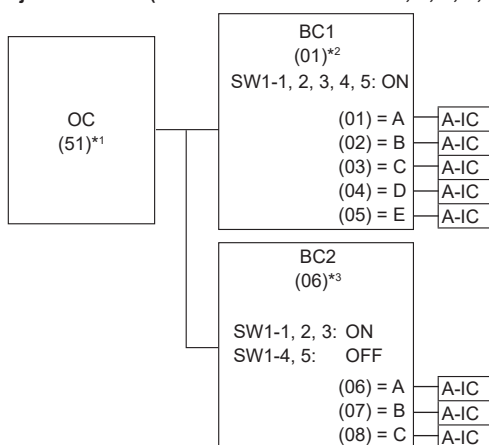 OC
(51)*1
BC1
(01)*2
SW1-1, 2, 3, 4, 5: ON
(01) = A A-IC
(02) = B A-IC
(03) = C A-IC
(04) = D A-IC
(05) = E A-IC
BC2
(06)*3
SW1-1, 2, 3: ON
SW1-4, 5: OFF
(06) = A A-IC
(07) = B A-IC
(08) = C A-IC